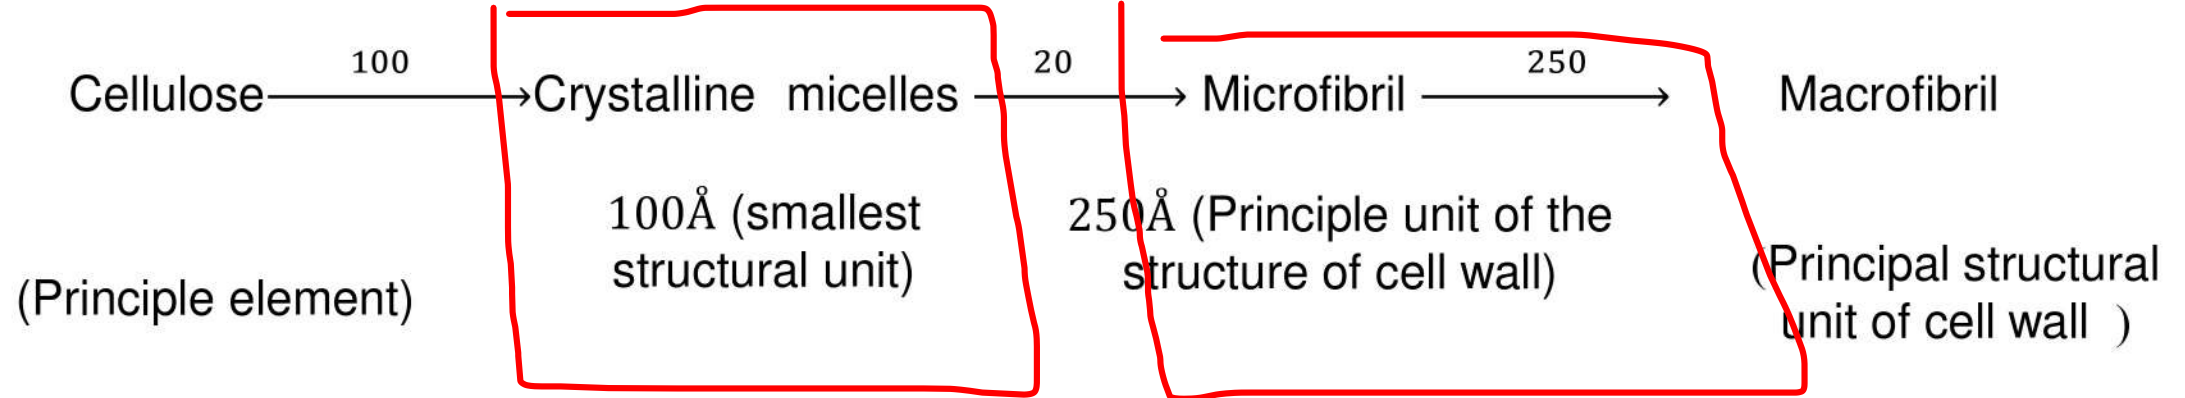 100 20 250
Cellulose → Crystalline micelles → Microfibril → Macrofibril
100Å (smallest
structural unit)
250Å (Principle unit of the
structure of cell wall)
(Principle element)
(Principal structural
unit of cell wall )